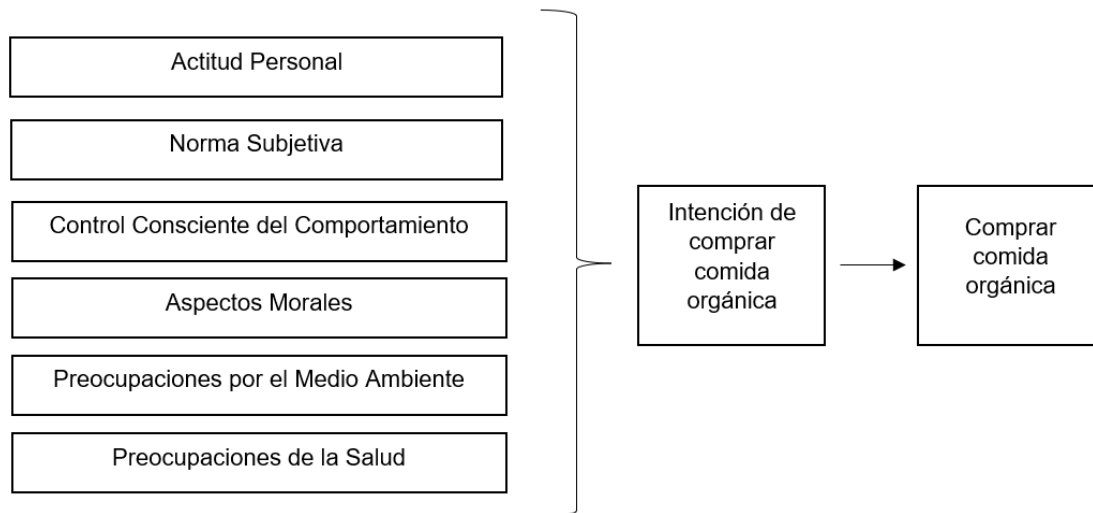 Actitud Personal
Norma Subjetiva
Control Consciente del Comportamiento
Aspectos Morales
Preocupaciones por el Medio Ambiente
Preocupaciones de la Salud
Intención de
comprar
comida
orgánica
Comprar
comida
orgánica